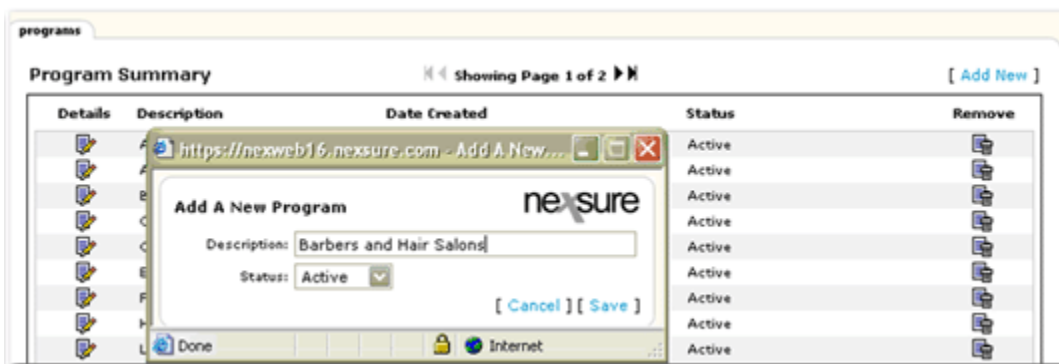 programs
Program Summary Showing Page 1 of 2 [ Add New ]
Details Description Date Created Status Remove
Active
https://nexweb16.nexsure.com - Add A New...
Active
Add A New Program nexsure
Active
Active
Description: Barbers and Hair Salons
Active
Status: Active
Active
Active
[ Cancel ] [ Save ]
Active
Done Internet
Active